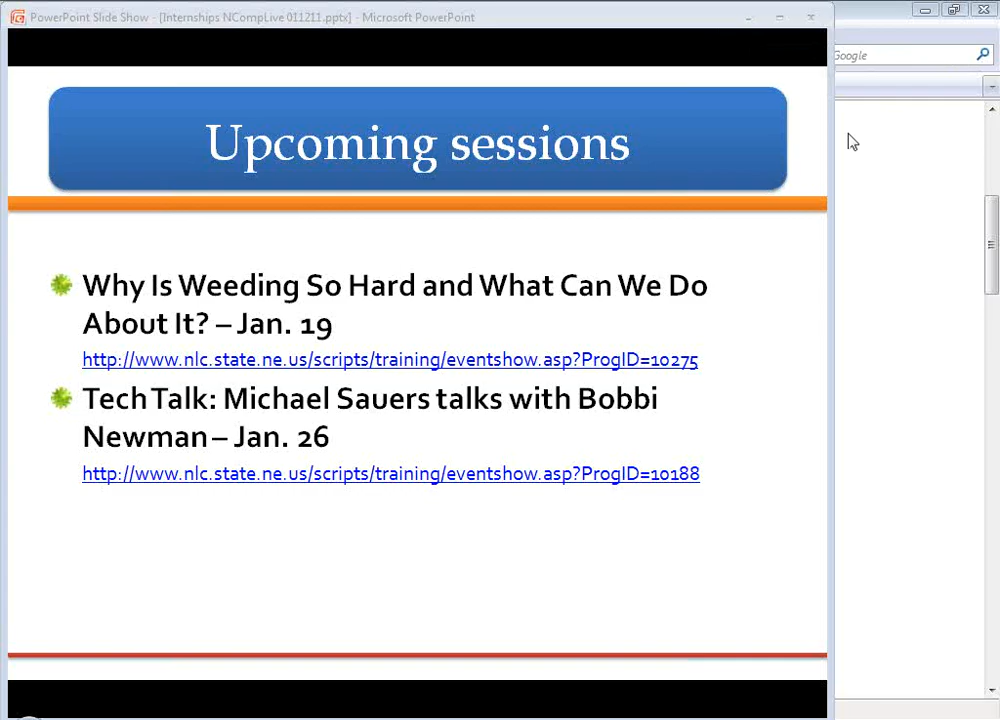 PowerPoint Slide Show - [Internships NCompLive 011211.pptx] - Microsoft PowerPoint
Google
Upcoming sessions
Why Is Weeding So Hard and What Can We Do
About It? – Jan. 19
http://www.nlc.state.ne.us/scripts/training/eventshow.asp?ProgID=10275
Tech Talk: Michael Sauers talks with Bobbi
Newman – Jan. 26
http://www.nlc.state.ne.us/scripts/training/eventshow.asp?ProgID=10188